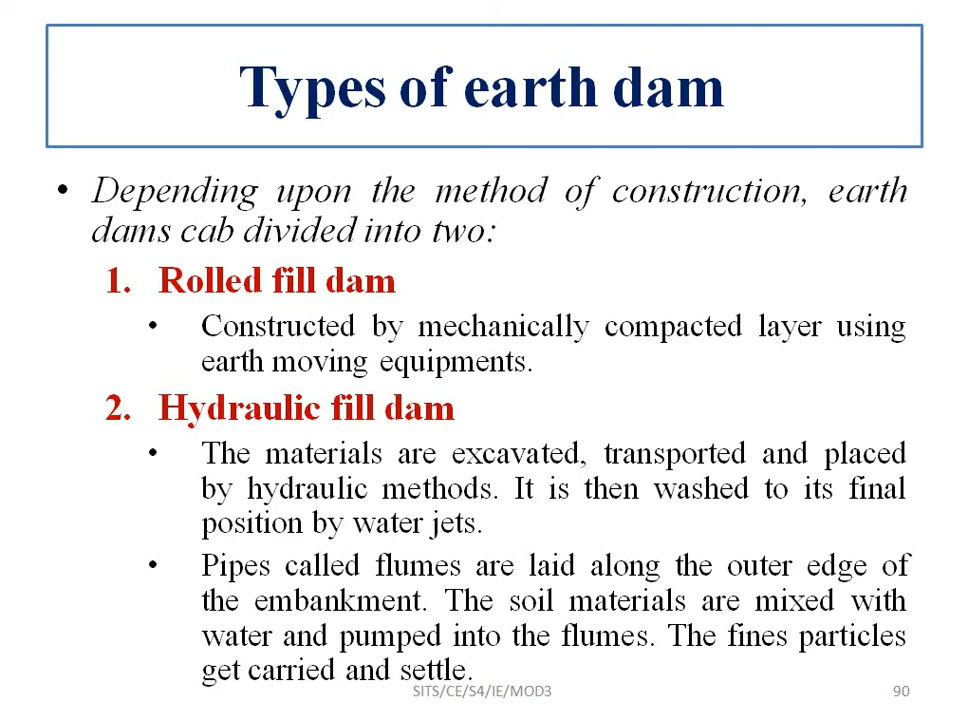 Types of earth dam
• Depending upon the method of construction, earth
dams cab divided into two:
1. Rolled fill dam
• Constructed by mechanically compacted layer using
earth moving equipments.
2. Hydraulic fill dam
• The materials are excavated, transported and placed
by hydraulic methods. It is then washed to its final
position by water jets.
• Pipes called flumes are laid along the outer edge of
the embankment. The soil materials are mixed with
water and pumped into the flumes. The fines particles
get carried and settle.
SITS/CE/S4/IE/MOD3 90